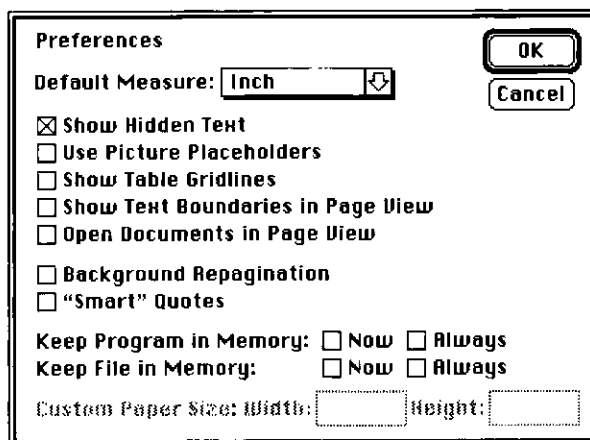 Preferences
OK
Default Measure: Inch
Cancel
Show Hidden Text
Use Picture Placeholders
Show Table Gridlines
Show Text Boundaries in Page View
Open Documents in Page View
Background Repagination
“Smart” Quotes
Keep Program in Memory: Now Always
Keep File in Memory: Now Always
Custom Paper Size: Width: Height: